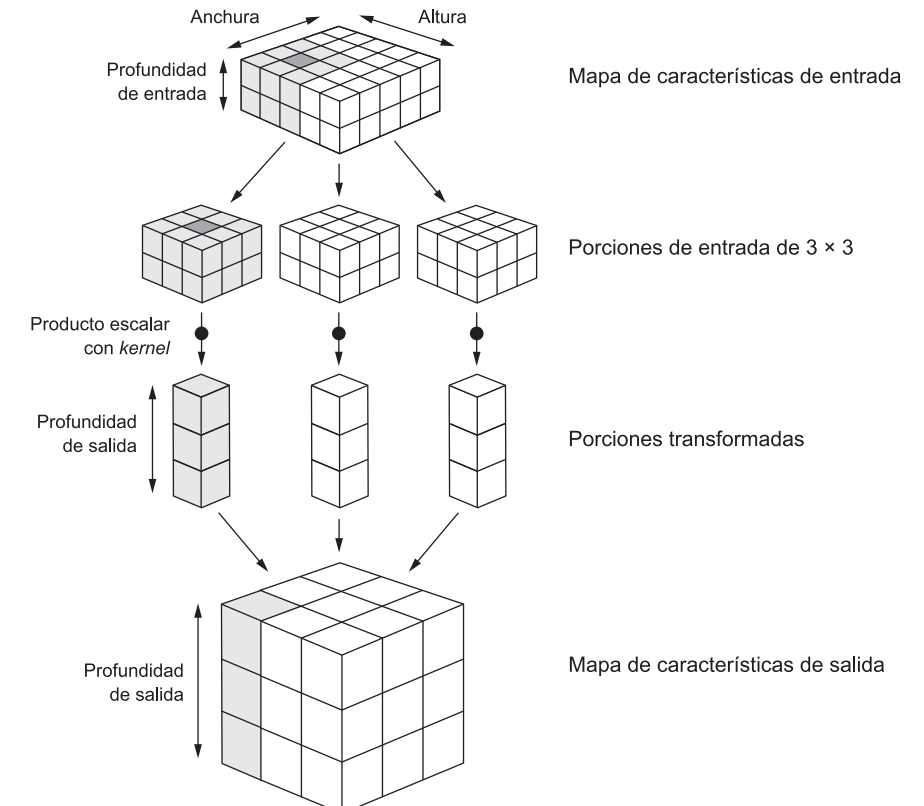 Anchura
Altura
Profundidad
de entrada
Mapa de características de entrada
Porciones de entrada de 3 × 3
Producto escalar
con kernel
Profundidad
de salida
Porciones transformadas
Profundidad
de salida
Mapa de características de salida